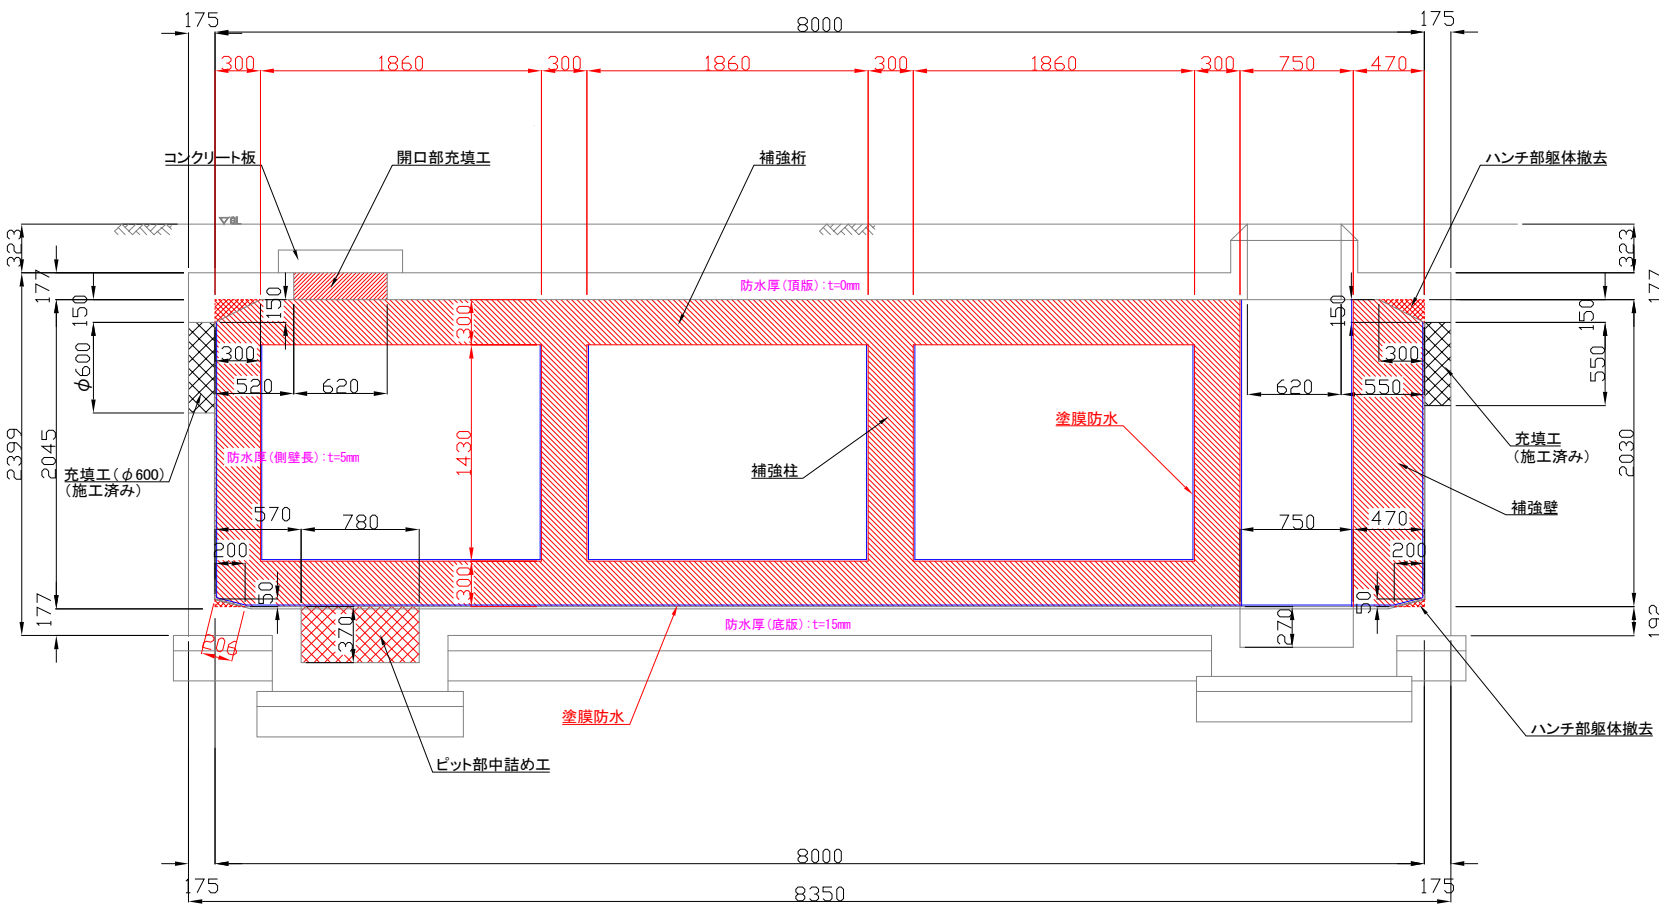 175
8000
175
300
1860
300
1860
300
1860
300
750
470
コンクリート板
開口部充填工
補強桁
ハンチ部躯体撤去
▽GL
323
323
177
177
防水厚(頂版):t=0mm
150
150
150
150
300
φ600
300
300
550
520
620
620
550
塗膜防水
2399
2045
1430
2030
防水厚(側壁長):t=5mm
補強柱
充填工
(施工済み)
充填工(φ600)
(施工済み)
補強壁
570
780
750
470
200
200
50
300
50
177
370
270
192
防水厚(底版):t=15mm
206
塗膜防水
ハンチ部躯体撤去
ピット部中詰め工
8000
175
175
8350